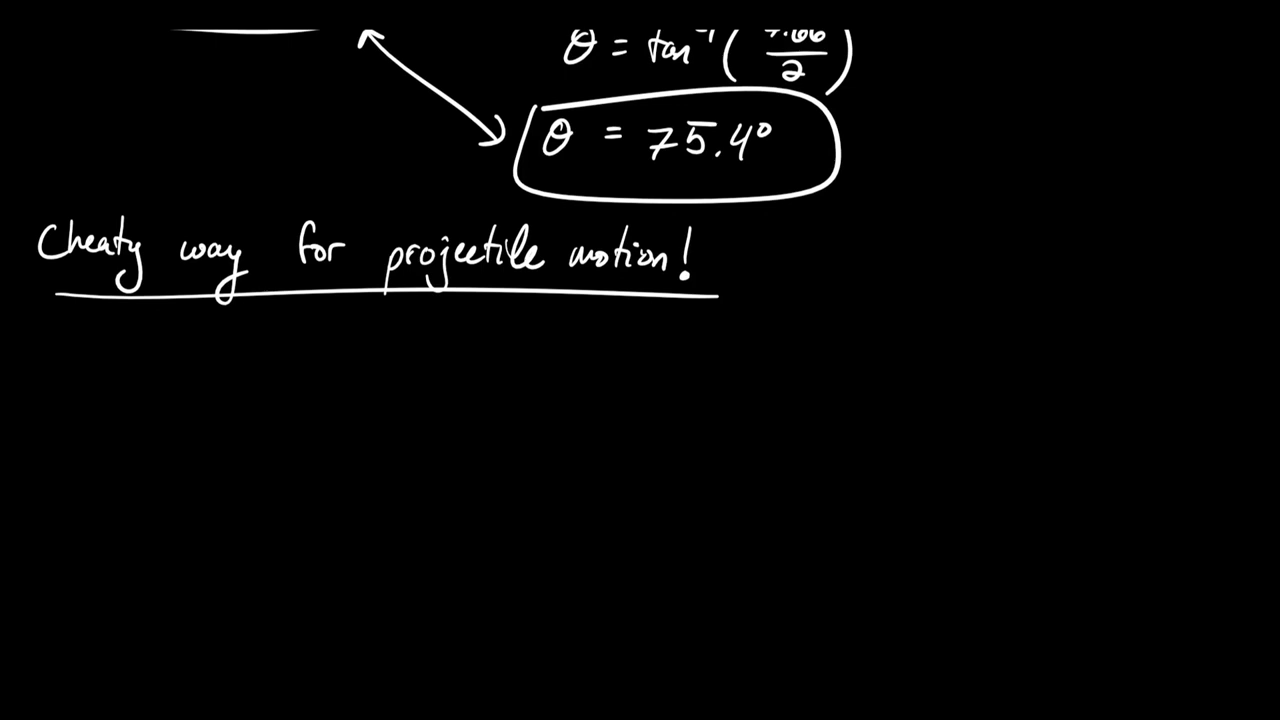 θ = tan⁻¹( /2 )
θ = 75.4°
Cheaty way for projectile motion!